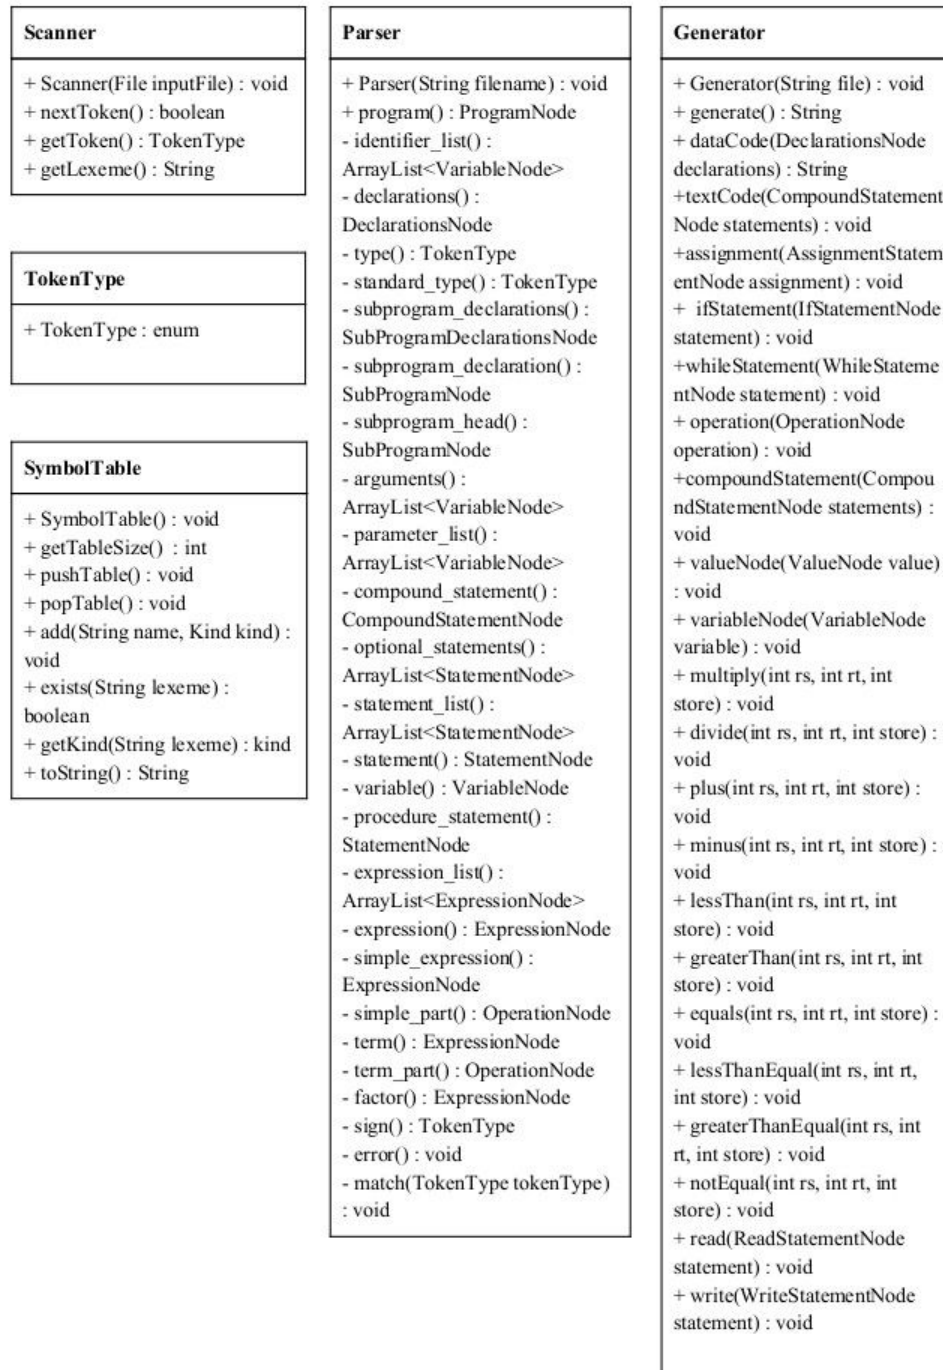 Scanner
+ Scanner(File inputFile) : void
+ nextToken() : boolean
+ getToken() : TokenType
+ getLexeme() : String
TokenType
+ TokenType : enum
SymbolTable
+ SymbolTable() : void
+ getTableSize() : int
+ pushTable() : void
+ popTable() : void
+ add(String name, Kind kind) :
void
+ exists(String lexeme) :
boolean
+ getKind(String lexeme) : kind
+ toString() : String
Parser
+ Parser(String filename) : void
+ program() : ProgramNode
- identifier_list() :
ArrayList<VariableNode>
- declarations() :
DeclarationsNode
- type() : TokenType
- standard_type() : TokenType
- subprogram_declarations() :
SubProgramDeclarationsNode
- subprogram_declaration() :
SubProgramNode
- subprogram_head() :
SubProgramNode
- arguments() :
ArrayList<VariableNode>
- parameter_list() :
ArrayList<VariableNode>
- compound_statement() :
CompoundStatementNode
- optional_statements() :
ArrayList<StatementNode>
- statement_list() :
ArrayList<StatementNode>
- statement() : StatementNode
- variable() : VariableNode
- procedure_statement() :
StatementNode
- expression_list() :
ArrayList<ExpressionNode>
- expression() : ExpressionNode
- simple_expression() :
ExpressionNode
- simple_part() : OperationNode
- term() : ExpressionNode
- term_part() : OperationNode
- factor() : ExpressionNode
- sign() : TokenType
- error() : void
- match(TokenType tokenType)
: void
Generator
+ Generator(String file) : void
+ generate() : String
+ dataCode(DeclarationsNode
declarations) : String
+textCode(CompoundStatement
Node statements) : void
+assignment(AssignmentStatem
entNode assignment) : void
+ ifStatement(IfStatementNode
statement) : void
+whileStatement(WhileStateme
ntNode statement) : void
+ operation(OperationNode
operation) : void
+compoundStatement(Compou
ndStatementNode statements) :
void
+ valueNode(ValueNode value)
: void
+ variableNode(VariableNode
variable) : void
+ multiply(int rs, int rt, int
store) : void
+ divide(int rs, int rt, int store) :
void
+ plus(int rs, int rt, int store) :
void
+ minus(int rs, int rt, int store) :
void
+ lessThan(int rs, int rt, int
store) : void
+ greaterThan(int rs, int rt, int
store) : void
+ equals(int rs, int rt, int store) :
void
+ lessThanEqual(int rs, int rt,
int store) : void
+ greaterThanEqual(int rs, int
rt, int store) : void
+ notEqual(int rs, int rt, int
store) : void
+ read(ReadStatementNode
statement) : void
+ write(WriteStatementNode
statement) : void